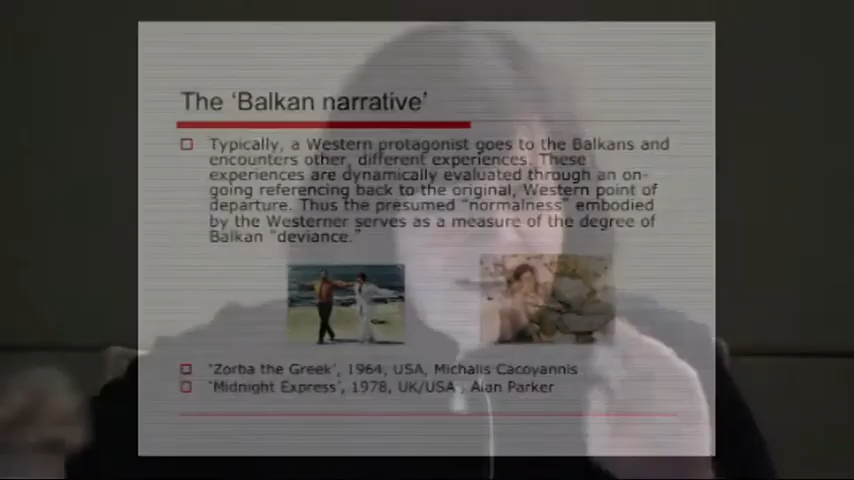 The ‘Balkan narrative’
Typically, a Western protagonist goes to the Balkans and
encounters other, different experiences. These
experiences are dynamically evaluated through an on-
going referencing back to the original, Western point of
departure. Thus the presumed “normalness” embodied
by the Westerner serves as a measure of the degree of
Balkan “deviance.”
‘Zorba the Greek’, 1964, USA, Michalis Cacoyannis
‘Midnight Express’, 1978, UK/USA , Alan Parker